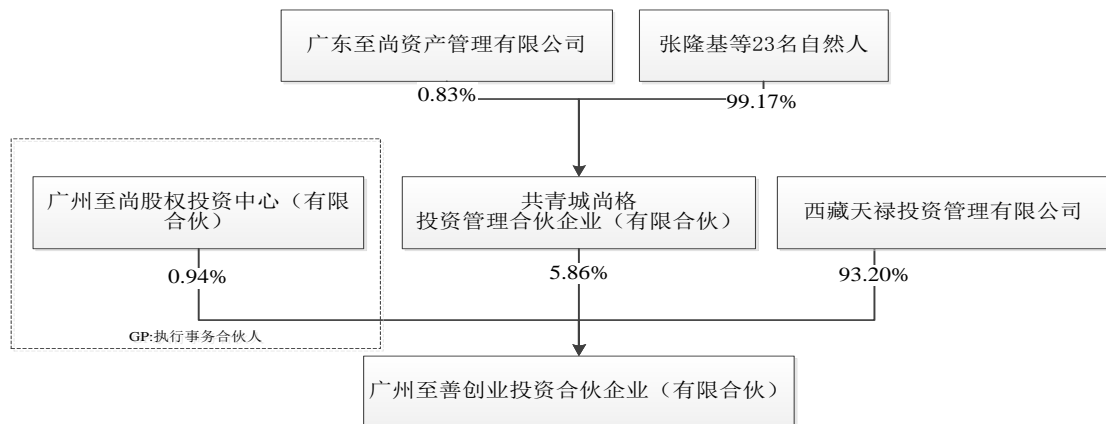 广东至尚资产管理有限公司
张隆基等23名自然人
0.83%
99.17%
广州至尚股权投资中心（有限
合伙）
共青城尚格
投资管理合伙企业（有限合伙）
西藏天禄投资管理有限公司
0.94%
5.86%
93.20%
GP:执行事务合伙人
广州至善创业投资合伙企业（有限合伙）